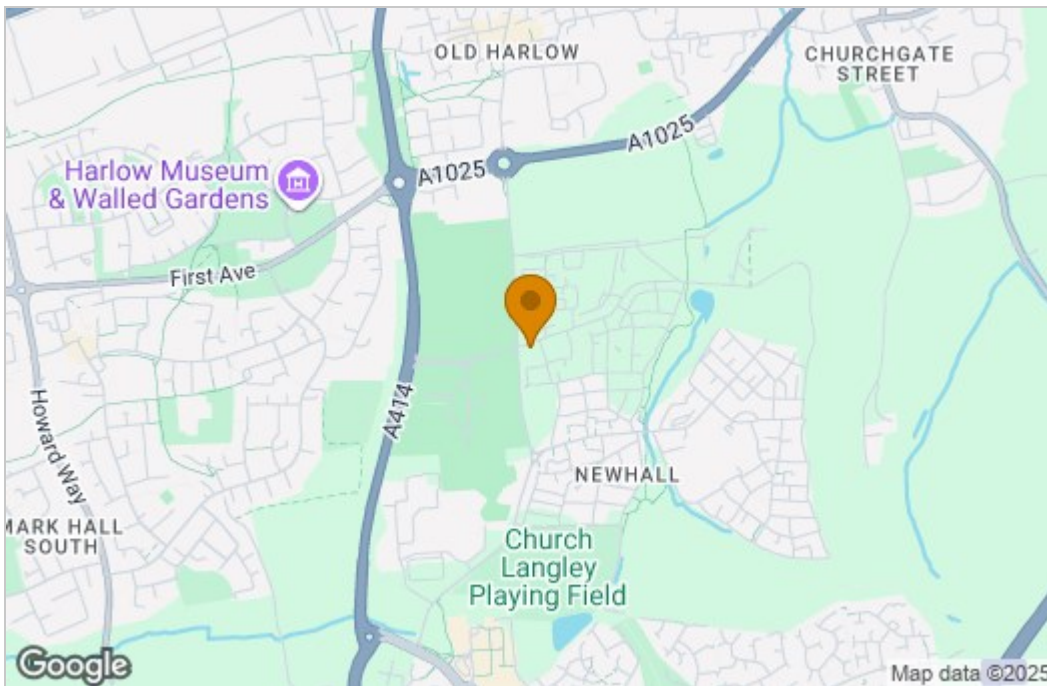 OLD HARLOW
CHURCHGATE
STREET
A1025
A1025
Harlow Museum
& Walled Gardens
First Ave
A414
Howard Way
NEWHALL
MARK HALL
SOUTH
Church
Langley
Playing Field
Google
Map data ©2025